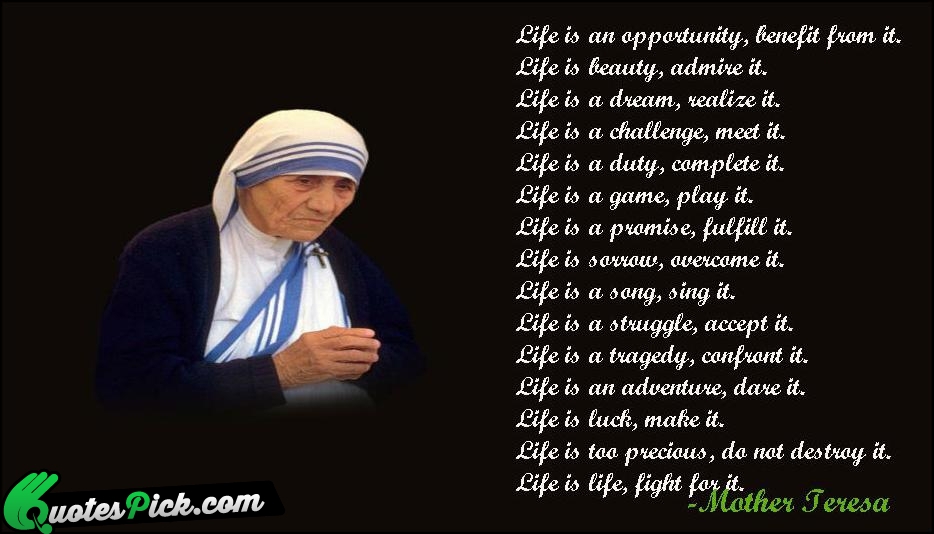 Life is an opportunity, benefit from it.
Life is beauty, admire it.
Life is a dream, realize it.
Life is a challenge, meet it.
Life is a duty, complete it.
Life is a game, play it.
Life is a promise, fulfill it.
Life is sorrow, overcome it.
Life is a song, sing it.
Life is a struggle, accept it.
Life is a tragedy, confront it.
Life is an adventure, dare it.
Life is luck, make it.
Life is too precious, do not destroy it.
Life is life, fight for it.
-Mother Teresa
QuotesPick.com